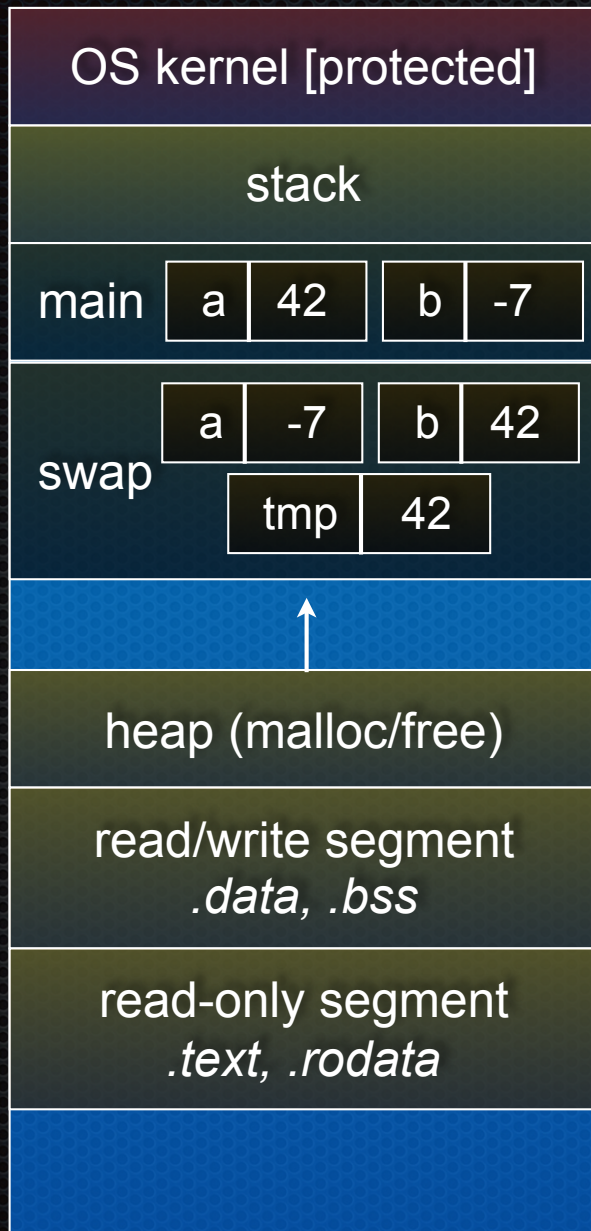 OS kernel [protected]
stack
main a 42 b -7
a -7 b 42
swap
tmp 42
heap (malloc/free)
read/write segment
.data, .bss
read-only segment
.text, .rodata